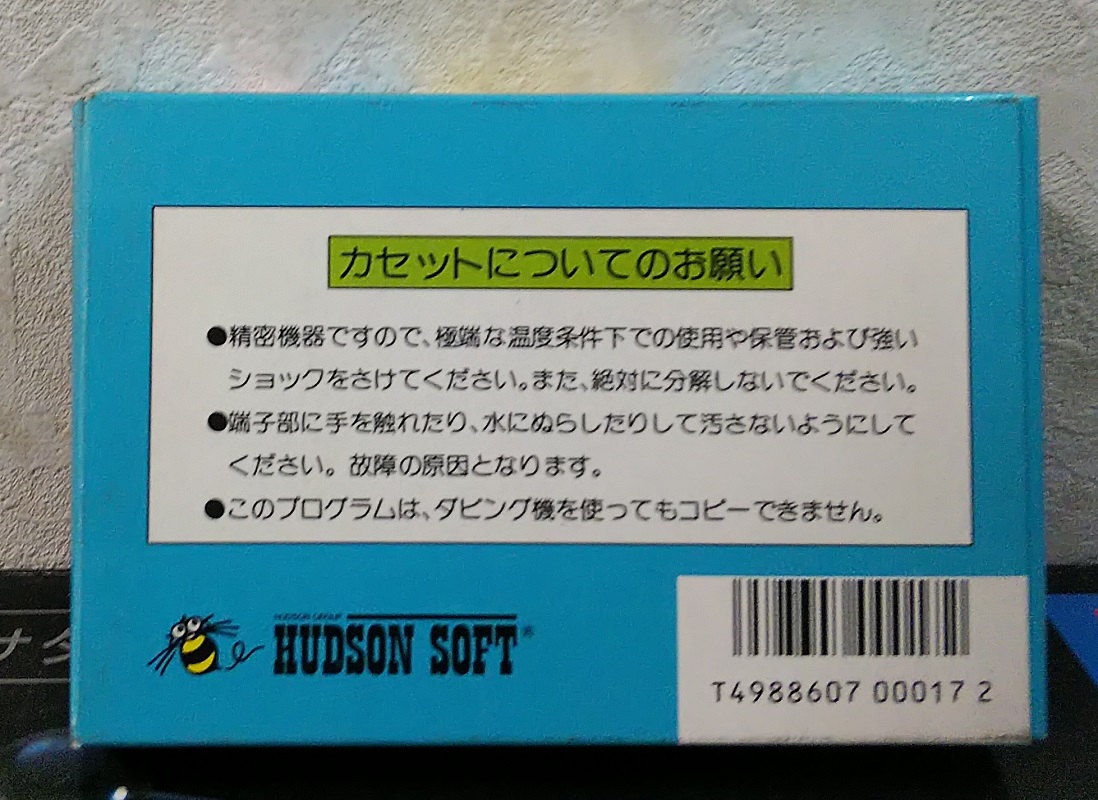 カセットについてのお願い
●精密機器ですので、極端な温度条件下での使用や保管および強い
ショックをさけてください。また、絶対に分解しないでください。
●端子部に手を触れたり、水にぬらしたりして汚さないようにして
ください。故障の原因となります。
●このプログラムは、ダビング機を使ってもコピーできません。
HUDSON GROUP
HUDSON SOFT®
T4988607 00017 2
ナタ